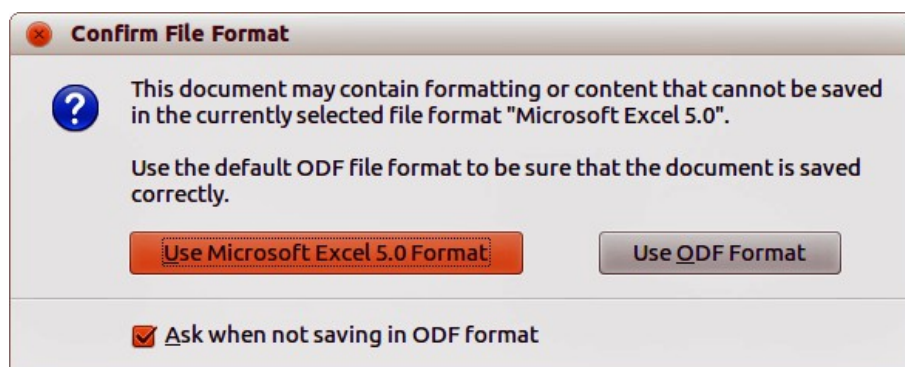 Confirm File Format
This document may contain formatting or content that cannot be saved
in the currently selected file format "Microsoft Excel 5.0".
Use the default ODF file format to be sure that the document is saved
correctly.
Use Microsoft Excel 5.0 Format
Use ODF Format
Ask when not saving in ODF format